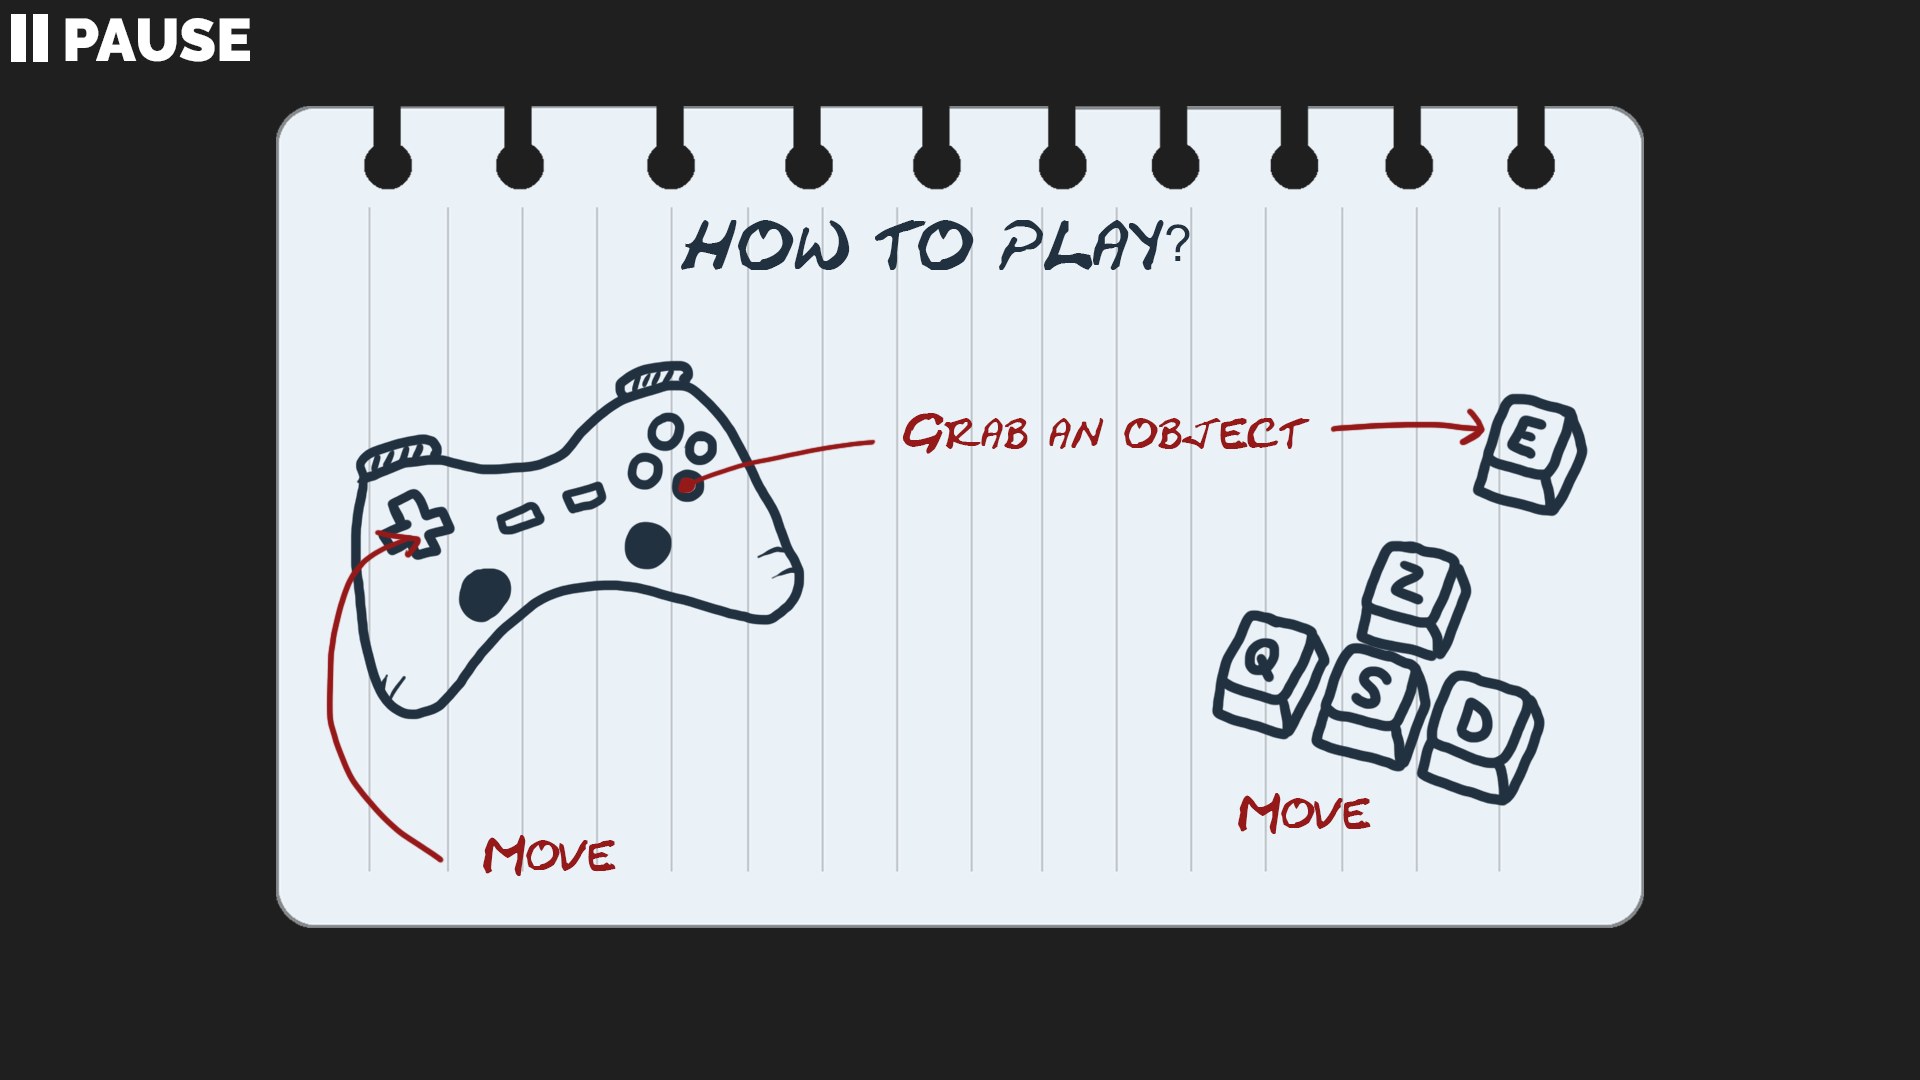 PAUSE
HOW TO PLAY?
GRAB AN OBJECT
E
Z
Q S D
MOVE
MOVE